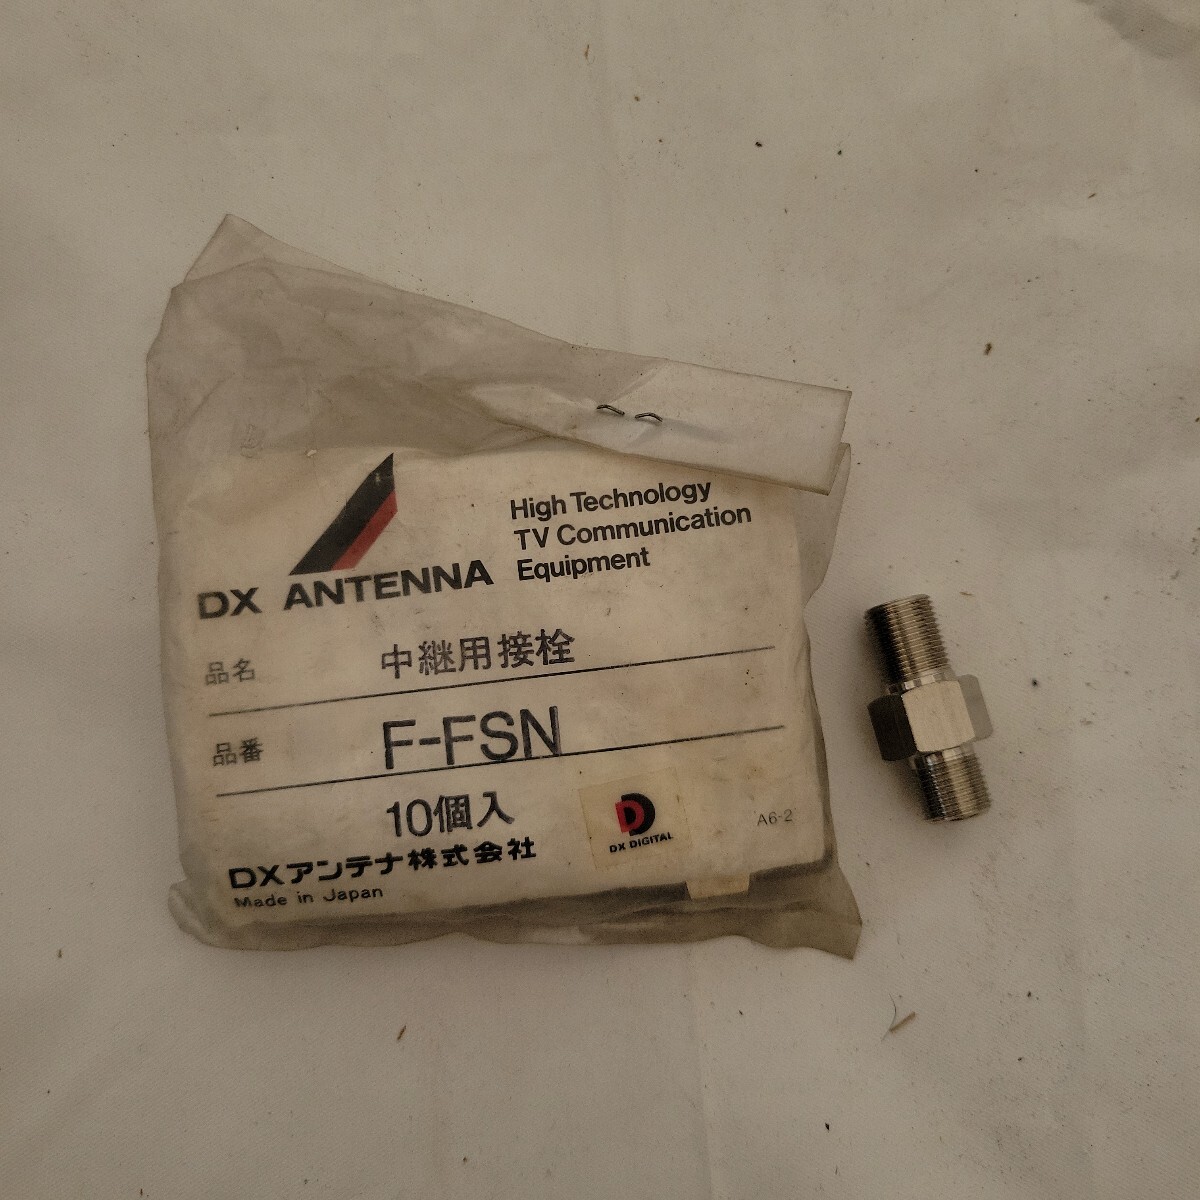 DX ANTENNA
High Technology
TV Communication
Equipment
品名 中継用接栓
品番 F-FSN
10個入
DXアンテナ株式会社
Made in Japan
D
DX DIGITAL
A6-2